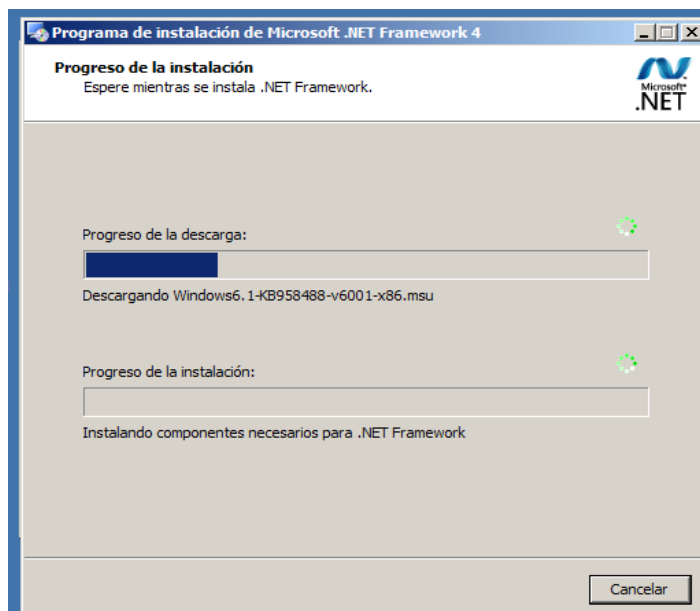 Programa de instalación de Microsoft .NET Framework 4
Progreso de la instalación
Espere mientras se instala .NET Framework.
Microsoft®
.NET
Progreso de la descarga:
Descargando Windows6.1-KB958488-v6001-x86.msu
Progreso de la instalación:
Instalando componentes necesarios para .NET Framework
Cancelar